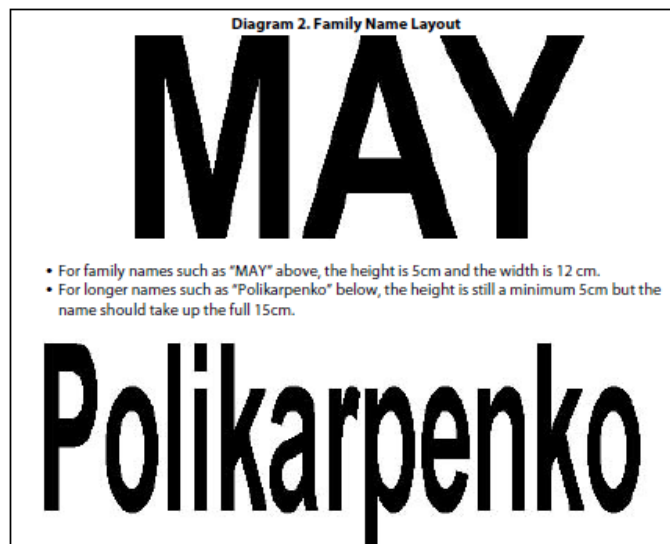 Diagram 2. Family Name Layout
MAY
• For family names such as "MAY" above, the height is 5cm and the width is 12 cm.
• For longer names such as "Polikarpenko" below, the height is still a minimum 5cm but the
name should take up the full 15cm.
Polikarpenko